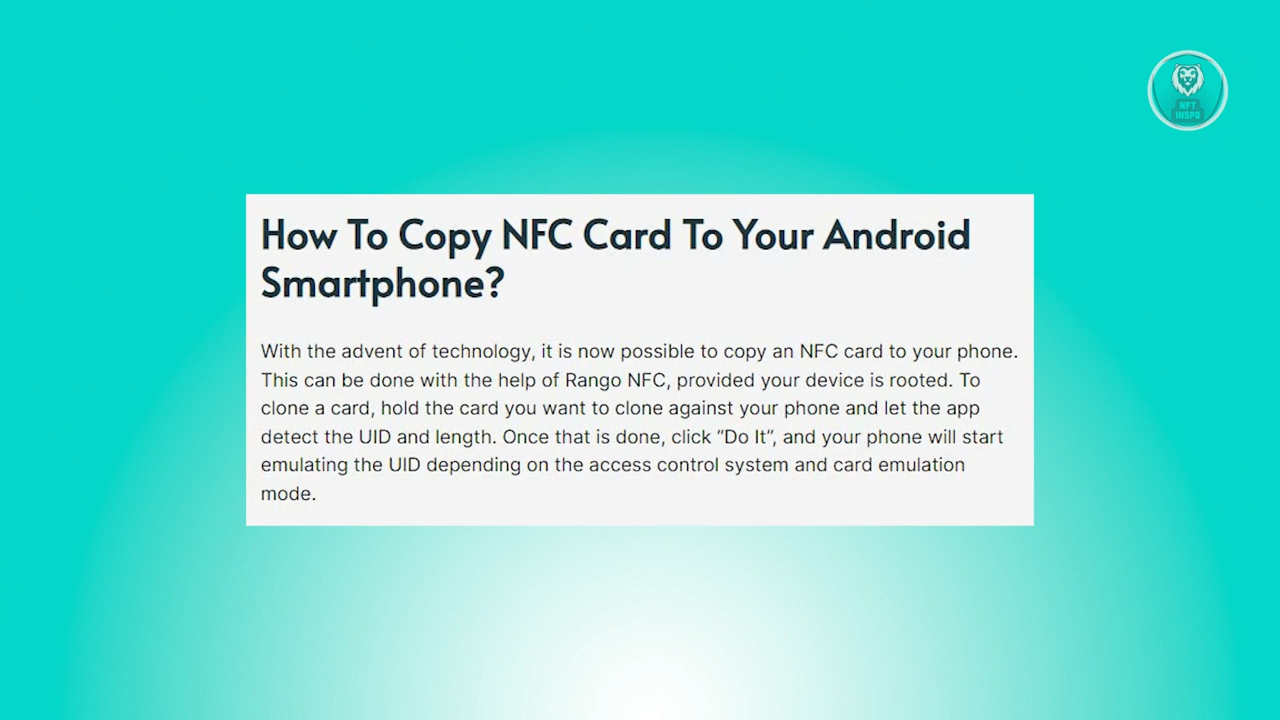 NFT
INSPO
How To Copy NFC Card To Your Android
Smartphone?
With the advent of technology, it is now possible to copy an NFC card to your phone.
This can be done with the help of Rango NFC, provided your device is rooted. To
clone a card, hold the card you want to clone against your phone and let the app
detect the UID and length. Once that is done, click “Do It”, and your phone will start
emulating the UID depending on the access control system and card emulation
mode.